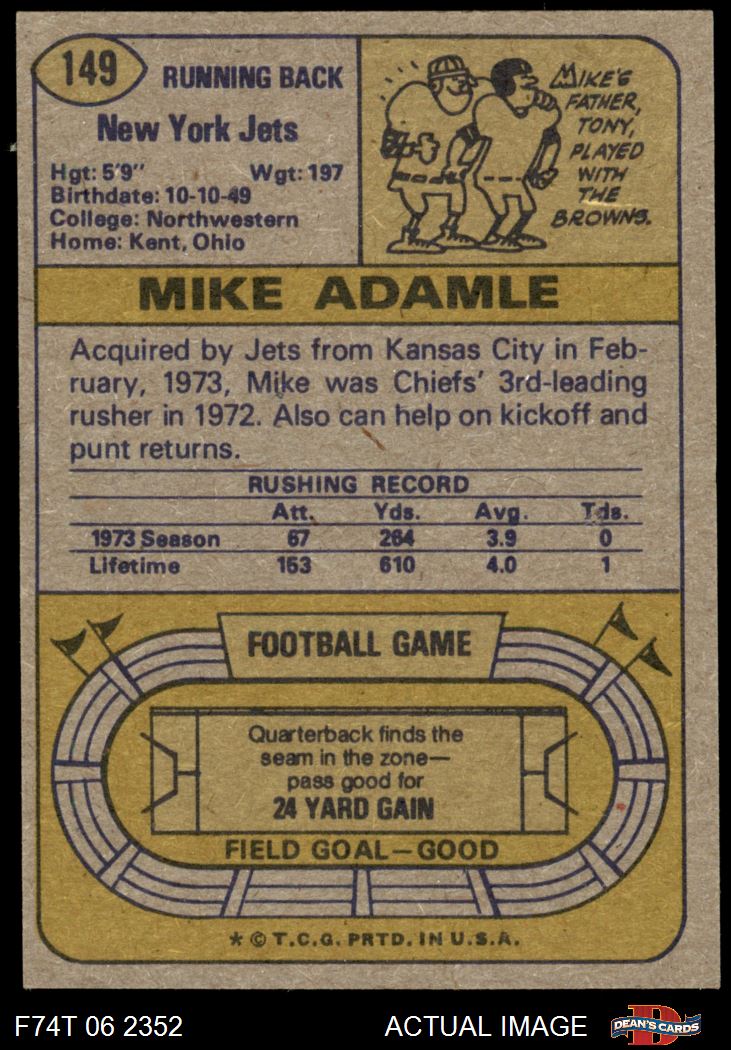 149
RUNNING BACK
New York Jets
Hgt: 5'9" Wgt: 197
Birthdate: 10-10-49
College: Northwestern
Home: Kent, Ohio
MIKE'S
FATHER,
TONY,
PLAYED
WITH
THE
BROWNS.
MIKE ADAMLE
Acquired by Jets from Kansas City in Feb-
ruary, 1973, Mike was Chiefs' 3rd-leading
rusher in 1972. Also can help on kickoff and
punt returns.
RUSHING RECORD
Att. Yds. Avg. Tds.
1973 Season 67 264 3.9 0
Lifetime 153 610 4.0 1
FOOTBALL GAME
Quarterback finds the
seam in the zone—
pass good for
24 YARD GAIN
FIELD GOAL—GOOD
* © T.C.G. PRTD. IN U.S.A.
F74T 06 2352 ACTUAL IMAGE
D
DEAN'S CARDS